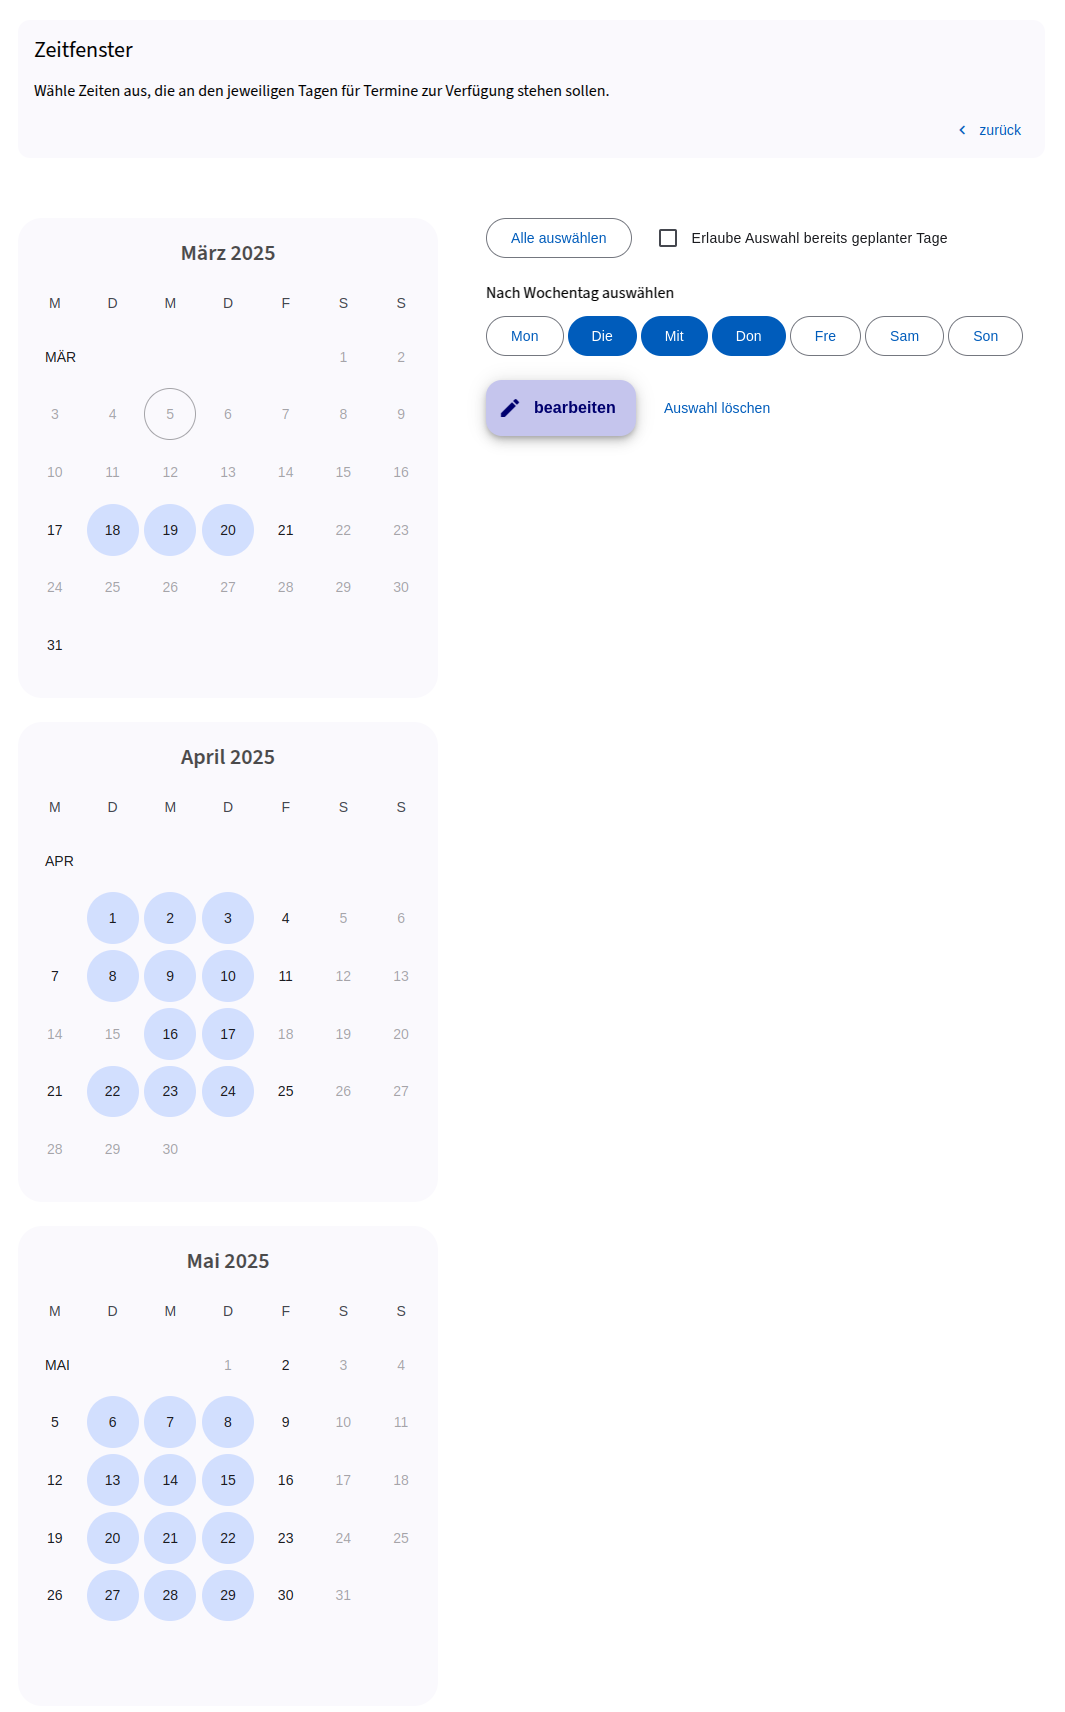 Zeitfenster
Wähle Zeiten aus, die an den jeweiligen Tagen für Termine zur Verfügung stehen sollen.
zurück
März 2025
M D M D F S S
MÄR 1 2
3 4 5 6 7 8 9
10 11 12 13 14 15 16
17 18 19 20 21 22 23
24 25 26 27 28 29 30
31
April 2025
M D M D F S S
APR
1 2 3 4 5 6
7 8 9 10 11 12 13
14 15 16 17 18 19 20
21 22 23 24 25 26 27
28 29 30
Mai 2025
M D M D F S S
MAI 1 2 3 4
5 6 7 8 9 10 11
12 13 14 15 16 17 18
19 20 21 22 23 24 25
26 27 28 29 30 31
Alle auswählen Erlaube Auswahl bereits geplanter Tage
Nach Wochentag auswählen
Mon Die Mit Don Fre Sam Son
bearbeiten Auswahl löschen